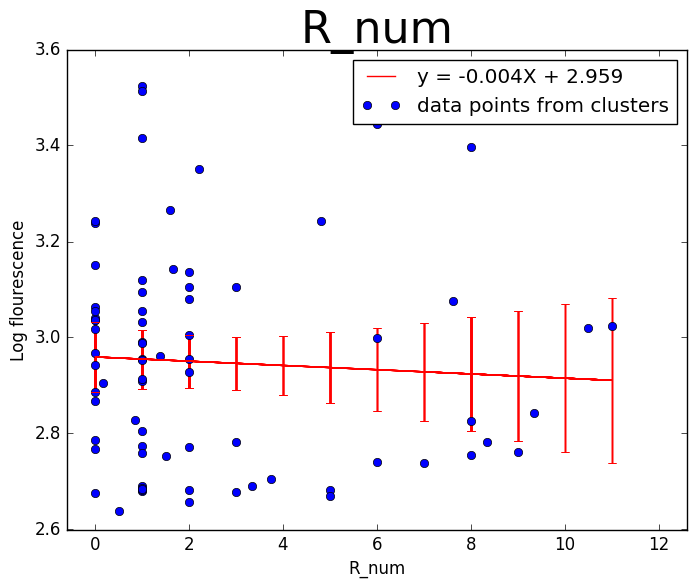 R_num
y = -0.004X + 2.959
data points from clusters
Log flourescence
3.6
3.4
3.2
3.0
2.8
2.6
0 2 4 6 8 10 12
R_num